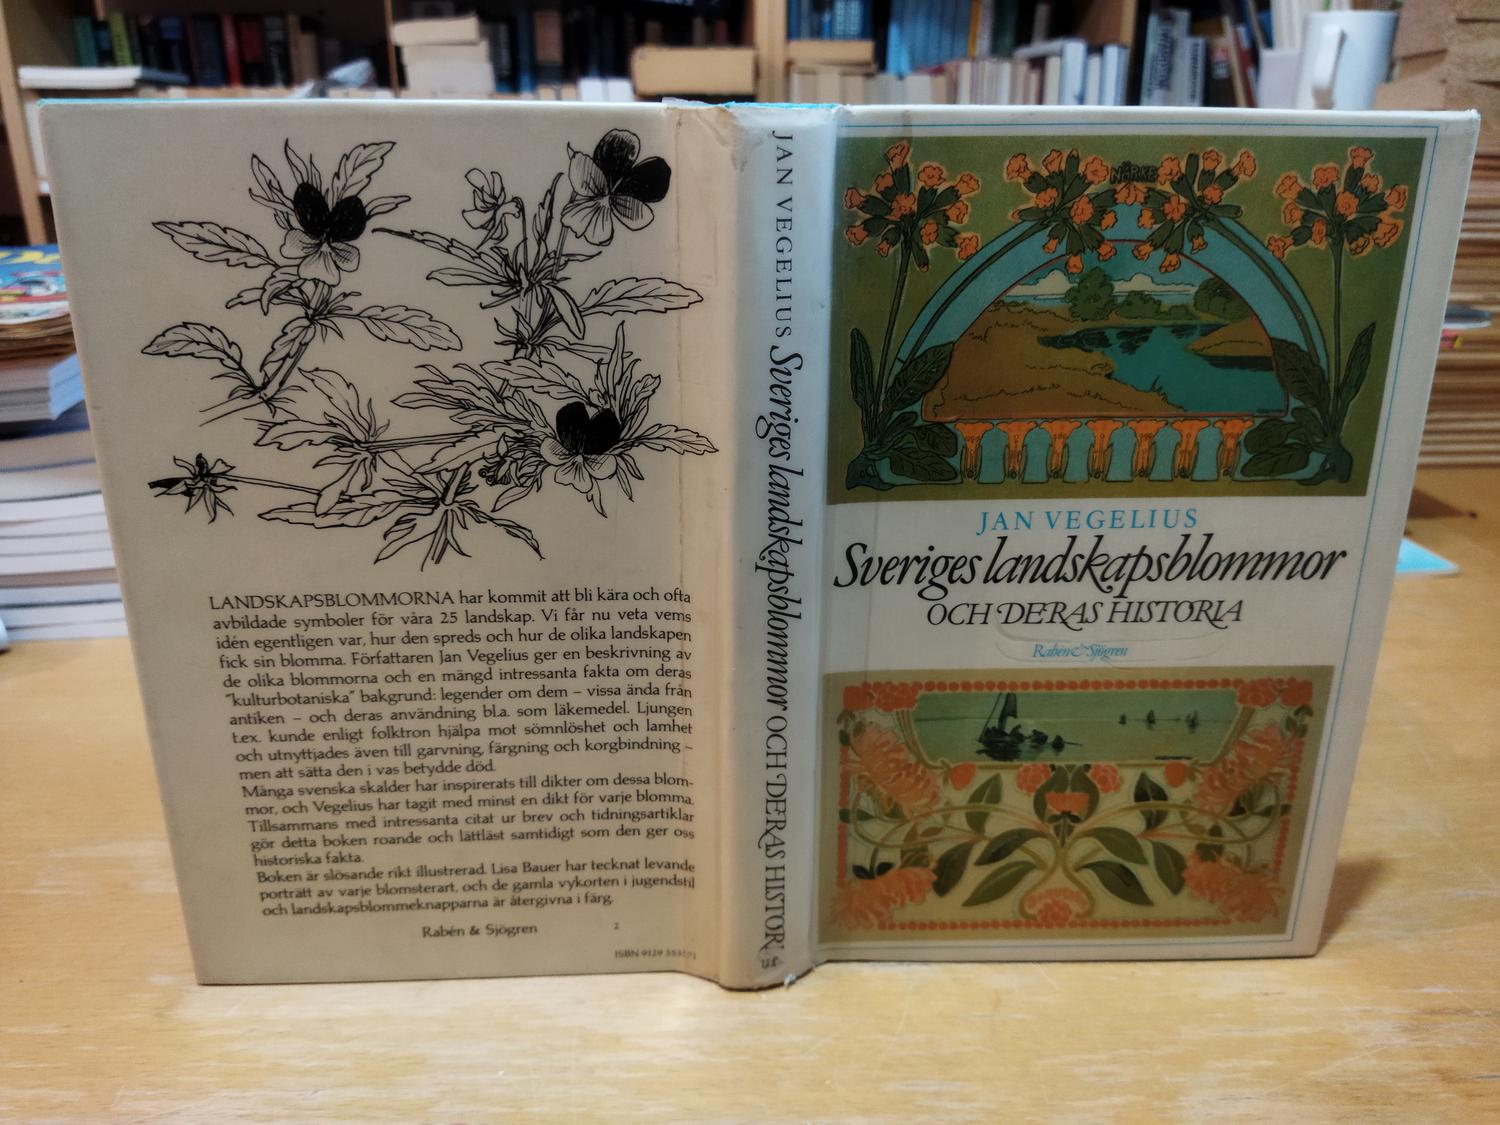 LANDSKAPSBLOMMORNA har kommit att bli kära och ofta
avbildade symboler för våra 25 landskap. Vi får nu veta vems
idén egentligen var, hur den spreds och hur de olika landskapen
fick sin blomma. Författaren Jan Vegelius ger en beskrivning av
de olika blommorna och en mängd intressanta fakta om deras
"kulturbotaniska" bakgrund: legender om dem – vissa ända från
antiken – och deras användning bl.a. som läkemedel. Ljungen
t.ex. kunde enligt folktron hjälpa mot sömnlöshet och lamhet
och utnyttjades även till garvning, färgning och korgbindning –
men att sätta den i vas betydde död.
Många svenska skalder har inspirerats till dikter om dessa blom-
mor, och Vegelius har tagit med minst en dikt för varje blomma.
Tillsammans med intressanta citat ur brev och tidningsartiklar
gör detta boken roande och lättläst samtidigt som den ger oss
historiska fakta.
Boken är slösande rikt illustrerad. Lisa Bauer har tecknat levande
porträtt av varje blomsterart, och de gamla vykorten i jugendstil
och landskapsblommeknapparna är återgivna i färg.
Rabén & Sjögren
2
ISBN 9129
JAN VEGELIUS Sveriges landskapsblommor OCH DERAS HISTOR
NÄRKE
JAN VEGELIUS
Sveriges landskapsblommor
OCH DERAS HISTORIA
Rabén & Sjögren